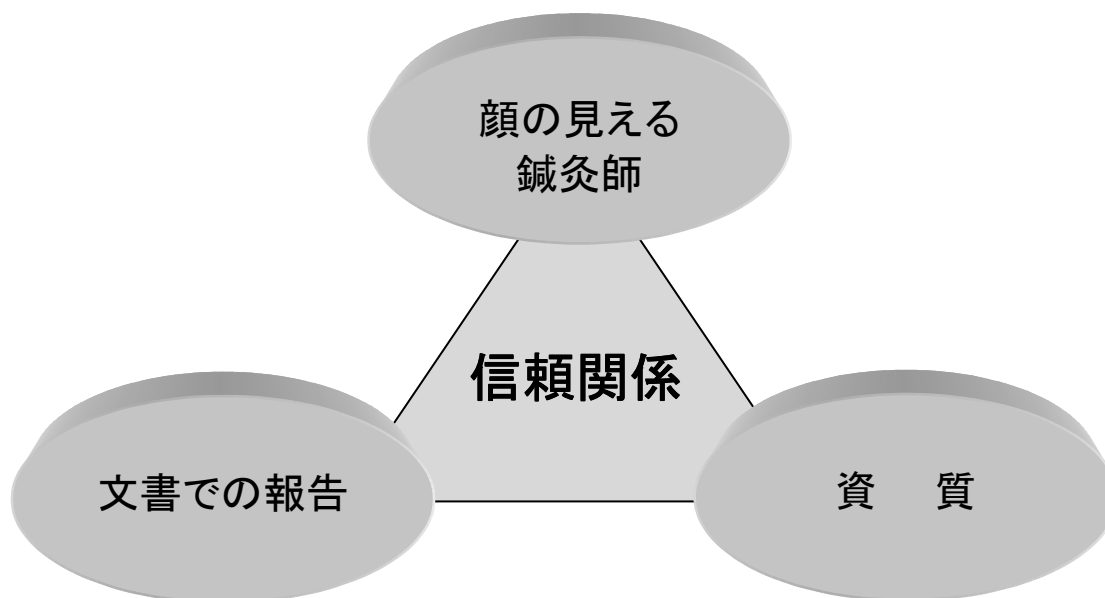 顔の見える
鍼灸師
信頼関係
文書での報告
資　質